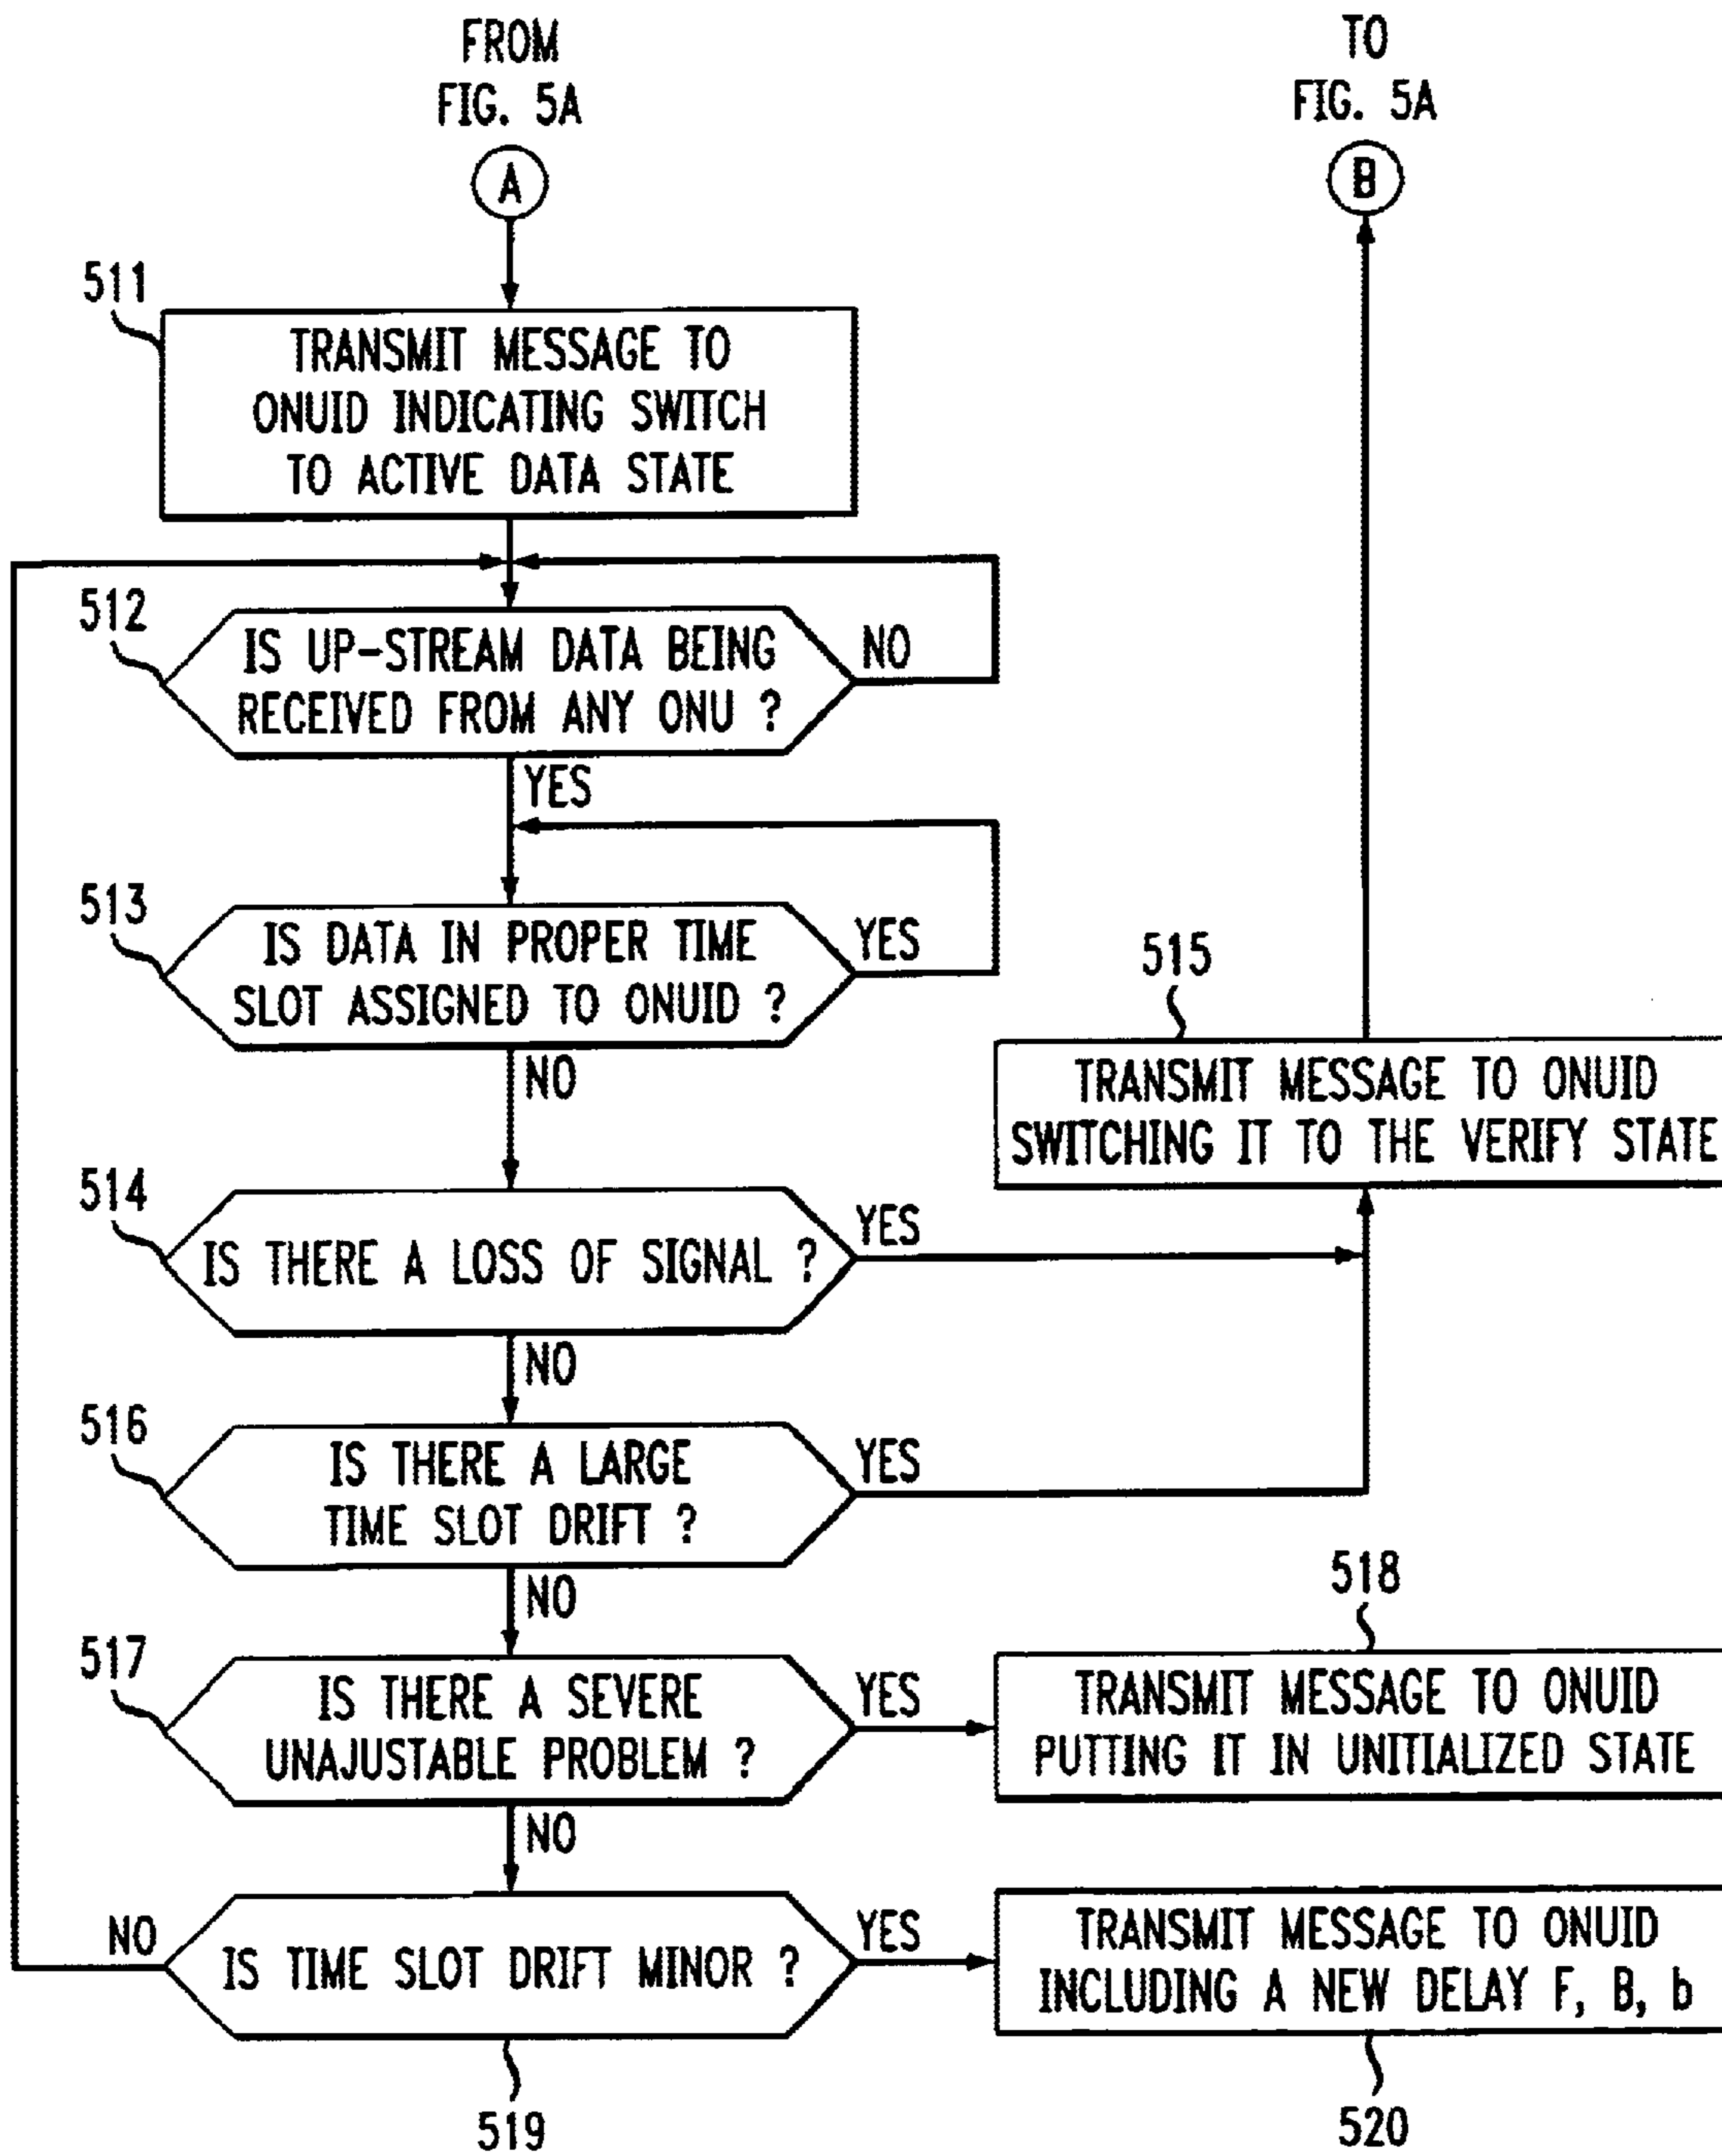 FROM
FIG. 5A
A
TO
FIG. 5A
B
511
TRANSMIT MESSAGE TO
ONUID INDICATING SWITCH
TO ACTIVE DATA STATE
512
IS UP-STREAM DATA BEING
RECEIVED FROM ANY ONU ?
NO
YES
513
IS DATA IN PROPER TIME
SLOT ASSIGNED TO ONUID ?
YES
NO
515
TRANSMIT MESSAGE TO ONUID
SWITCHING IT TO THE VERIFY STATE
514
IS THERE A LOSS OF SIGNAL ?
YES
NO
516
IS THERE A LARGE
TIME SLOT DRIFT ?
YES
NO
517
IS THERE A SEVERE
UNAJUSTABLE PROBLEM ?
YES
NO
518
TRANSMIT MESSAGE TO ONUID
PUTTING IT IN UNITIALIZED STATE
NO
IS TIME SLOT DRIFT MINOR ?
YES
519
TRANSMIT MESSAGE TO ONUID
INCLUDING A NEW DELAY F, B, b
520